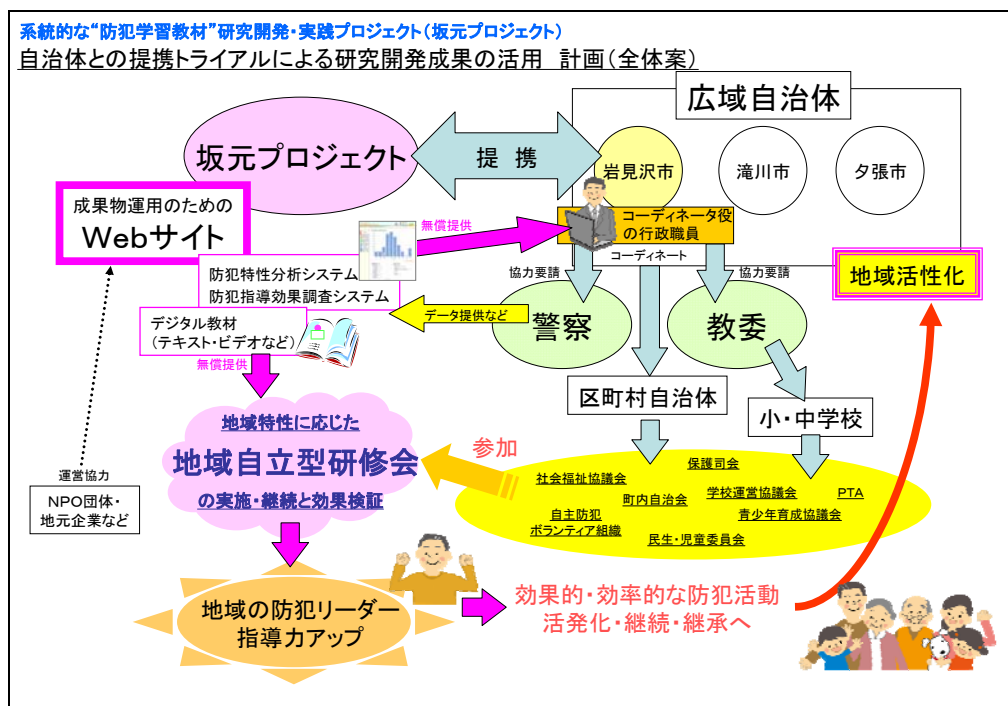 系統的な“防犯学習教材”研究開発・実践プロジェクト(坂元プロジェクト)
自治体との提携トライアルによる研究開発成果の活用 計画(全体案)
広域自治体
坂元プロジェクト
提 携
岩見沢市
滝川市
夕張市
成果物運用のための
Webサイト
無償提供
コーディネータ役
の行政職員
コーディネート
防犯特性分析システム
防犯指導効果調査システム
協力要請
協力要請
地域活性化
データ提供など
デジタル教材
(テキスト・ビデオなど)
警察
教委
無償提供
区町村自治体
小・中学校
地域特性に応じた
地域自立型研修会
の実施・継続と効果検証
参加
保護司会
社会福祉協議会
町内自治会
学校運営協議会
PTA
自主防犯
ボランティア組織
青少年育成協議会
民生・児童委員会
運営協力
NPO団体・
地元企業など
地域の防犯リーダー
指導力アップ
効果的・効率的な防犯活動
活発化・継続・継承へ